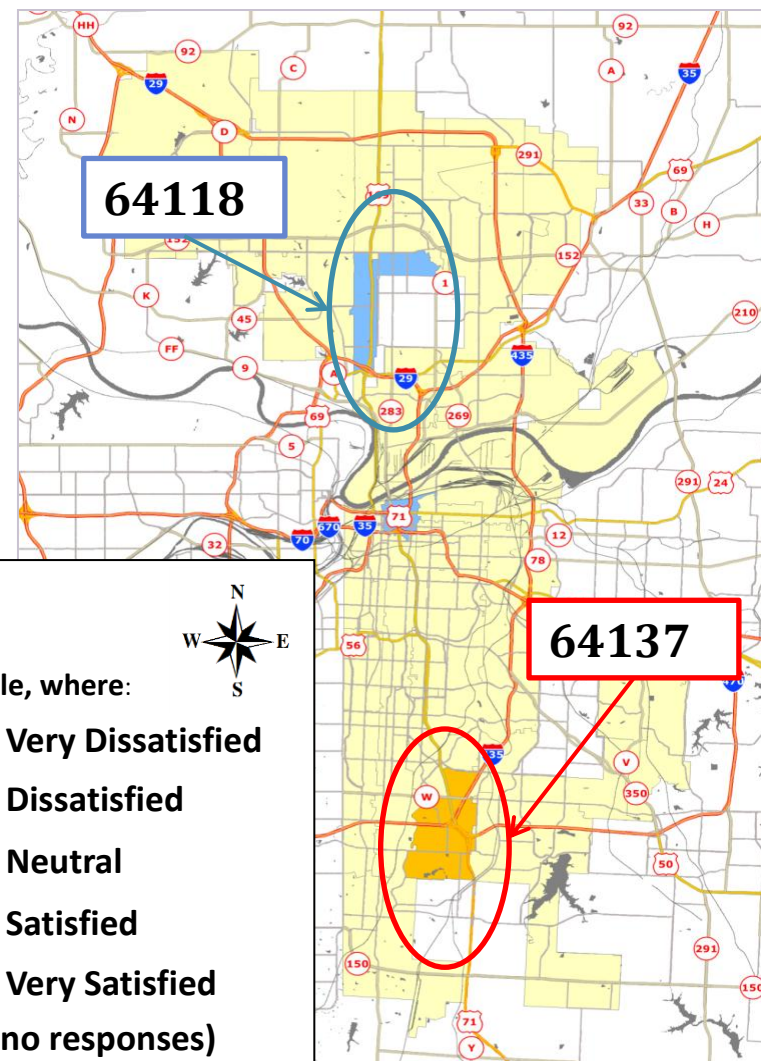 HH
92
92
C
29
A
35
N
D
291
69
33
B
H
64118
152
152
1
K
45
210
FF
9
A
29
435
283
269
69
5
291
24
71
70
670
35
12
32
78
N
W E
S
56
64137
le, where:
Very Dissatisfied
35
V
W
350
Dissatisfied
Neutral
50
Satisfied
291
150
Very Satisfied
150
71
no responses)
Y